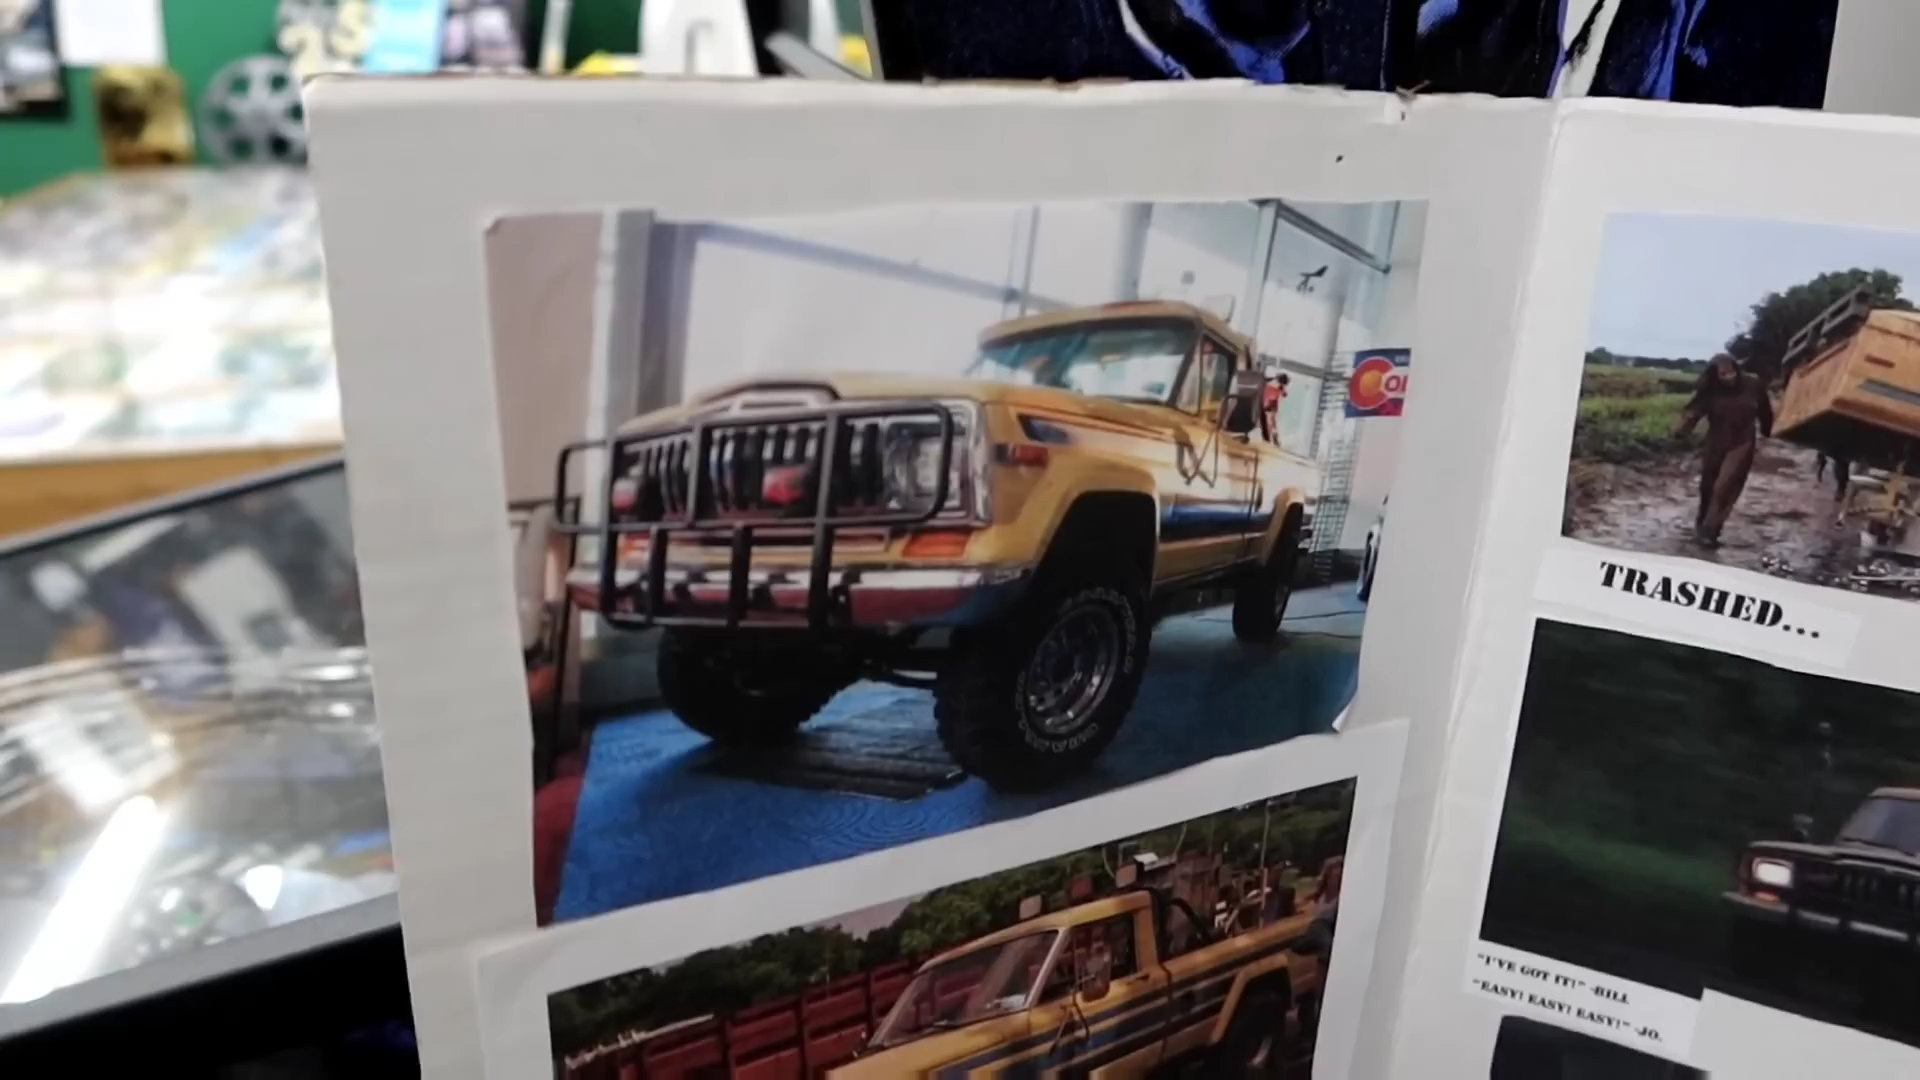 TRASHED...
"I'VE GOT IT!" -BILL
"EASY! EASY! EASY!" -JO.